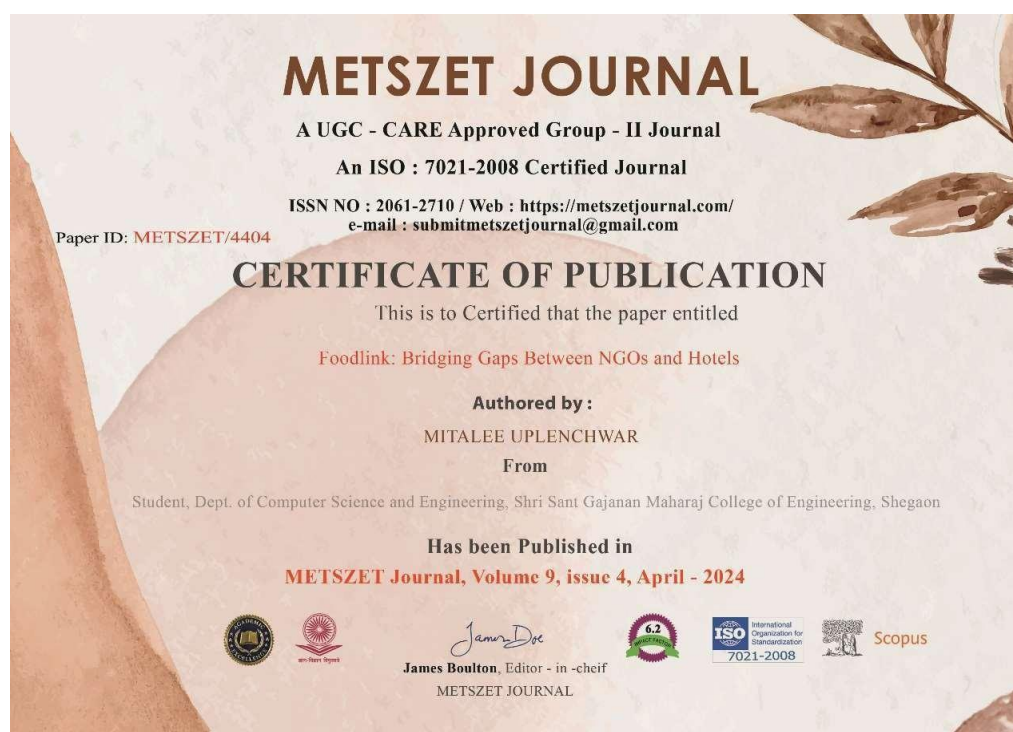 METSZET JOURNAL
A UGC - CARE Approved Group - II Journal
An ISO : 7021-2008 Certified Journal
ISSN NO : 2061-2710 / Web : https://metszetjournal.com/
e-mail : submitmetszetjournal@gmail.com
Paper ID: METSZET/4404
CERTIFICATE OF PUBLICATION
This is to Certified that the paper entitled
Foodlink: Bridging Gaps Between NGOs and Hotels
Authored by :
MITALEE UPLENCHWAR
From
Student, Dept. of Computer Science and Engineering, Shri Sant Gajanan Maharaj College of Engineering, Shegaon
Has been Published in
METSZET Journal, Volume 9, issue 4, April - 2024
ACADEMIC
EXCELLENCE
James Doe
6.2
IMPACT FACTOR
ISO
International
Organization for
Standardization
7021-2008
Scopus
James Boulton, Editor - in -cheif
METSZET JOURNAL